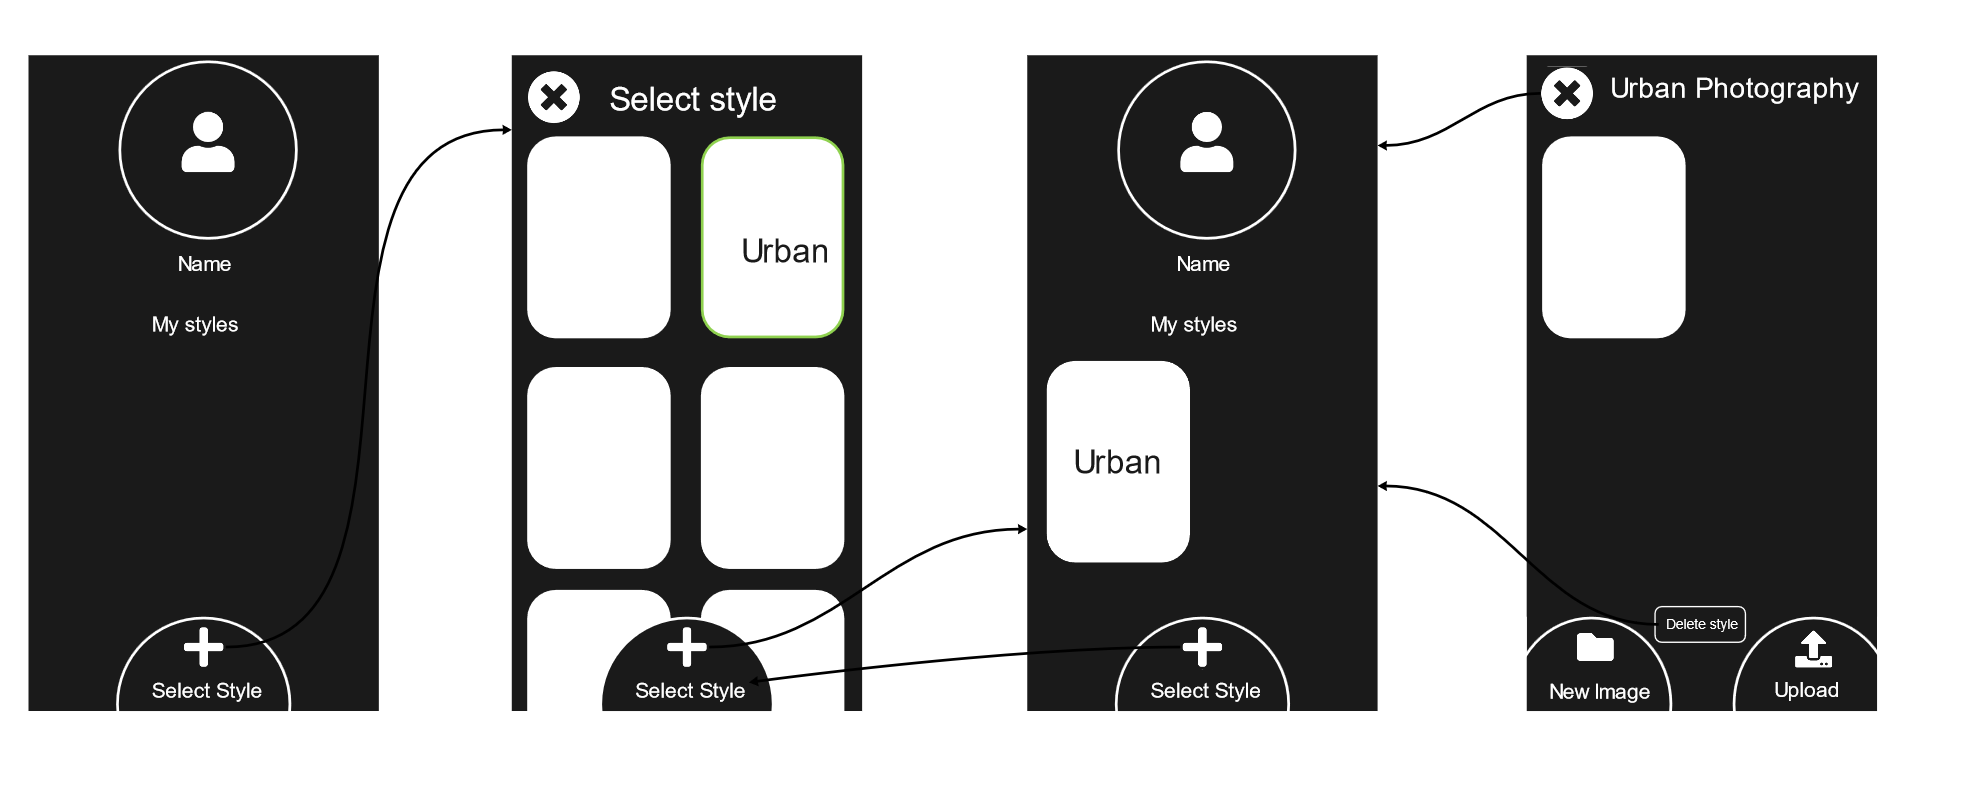 Name
My styles
Select Style
Select style
Urban
Select Style
Name
My styles
Urban
Select Style
Urban Photography
Delete style
New Image
Upload